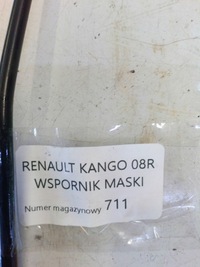 RENAULT KANGO 08R
WSPORNIK MASKI
Numer magazynowy 711